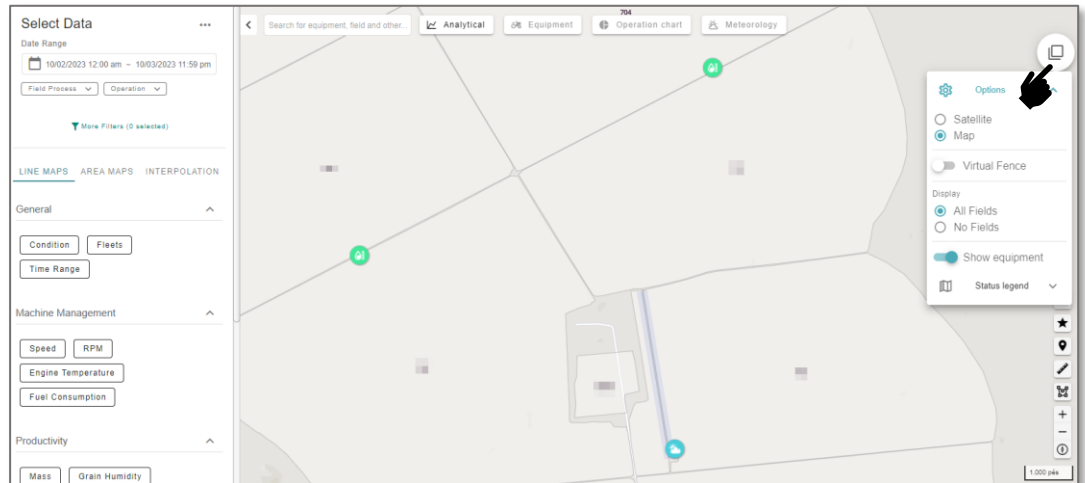 Select Data
Date Range
10/02/2023 12:00 am – 10/03/2023 11:59 pm
Field Process
Operation
More Filters (0 selected)
LINE MAPS
AREA MAPS
INTERPOLATION
General
Condition
Fleets
Time Range
Machine Management
Speed
RPM
Engine Temperature
Fuel Consumption
Productivity
Mass
Grain Humidity
Search for equipment, field and other...
Analytical
Equipment
Operation chart
Meteorology
704
Options
Satellite
Map
Virtual Fence
Display
All Fields
No Fields
Show equipment
Status legend
1.000 pés